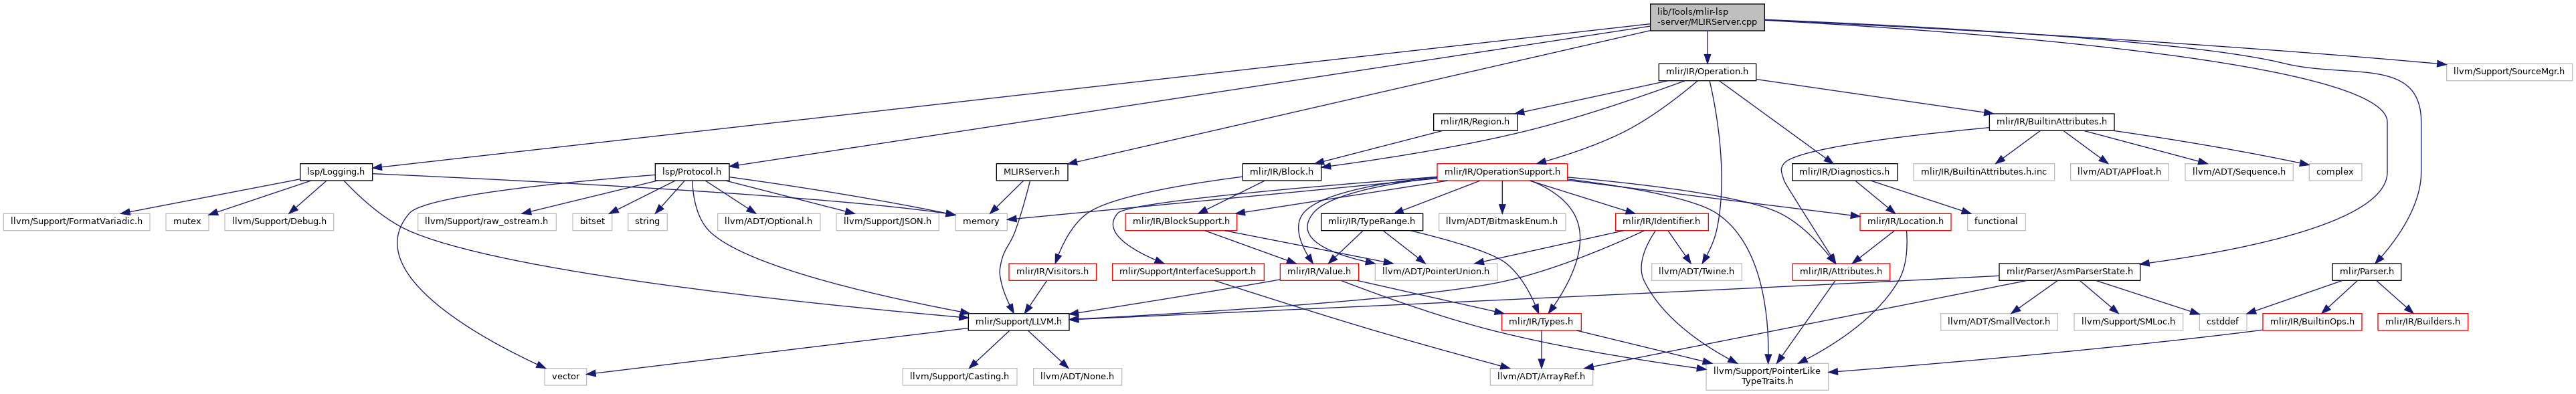 lib/Tools/mlir-lsp
-server/MLIRServer.cpp
mlir/IR/Operation.h
llvm/Support/SourceMgr.h
mlir/IR/Region.h
mlir/IR/BuiltinAttributes.h
lsp/Logging.h
lsp/Protocol.h
MLIRServer.h
mlir/IR/Block.h
mlir/IR/OperationSupport.h
mlir/IR/Diagnostics.h
mlir/IR/BuiltinAttributes.h.inc
llvm/ADT/APFloat.h
llvm/ADT/Sequence.h
complex
llvm/Support/FormatVariadic.h
mutex
llvm/Support/Debug.h
llvm/Support/raw_ostream.h
bitset
string
llvm/ADT/Optional.h
llvm/Support/JSON.h
memory
mlir/IR/BlockSupport.h
mlir/IR/TypeRange.h
llvm/ADT/BitmaskEnum.h
mlir/IR/Identifier.h
mlir/IR/Location.h
functional
mlir/IR/Visitors.h
mlir/Support/InterfaceSupport.h
mlir/IR/Value.h
llvm/ADT/PointerUnion.h
llvm/ADT/Twine.h
mlir/IR/Attributes.h
mlir/Parser/AsmParserState.h
mlir/Parser.h
mlir/Support/LLVM.h
mlir/IR/Types.h
llvm/ADT/SmallVector.h
llvm/Support/SMLoc.h
cstddef
mlir/IR/BuiltinOps.h
mlir/IR/Builders.h
vector
llvm/Support/Casting.h
llvm/ADT/None.h
llvm/ADT/ArrayRef.h
llvm/Support/PointerLike
TypeTraits.h